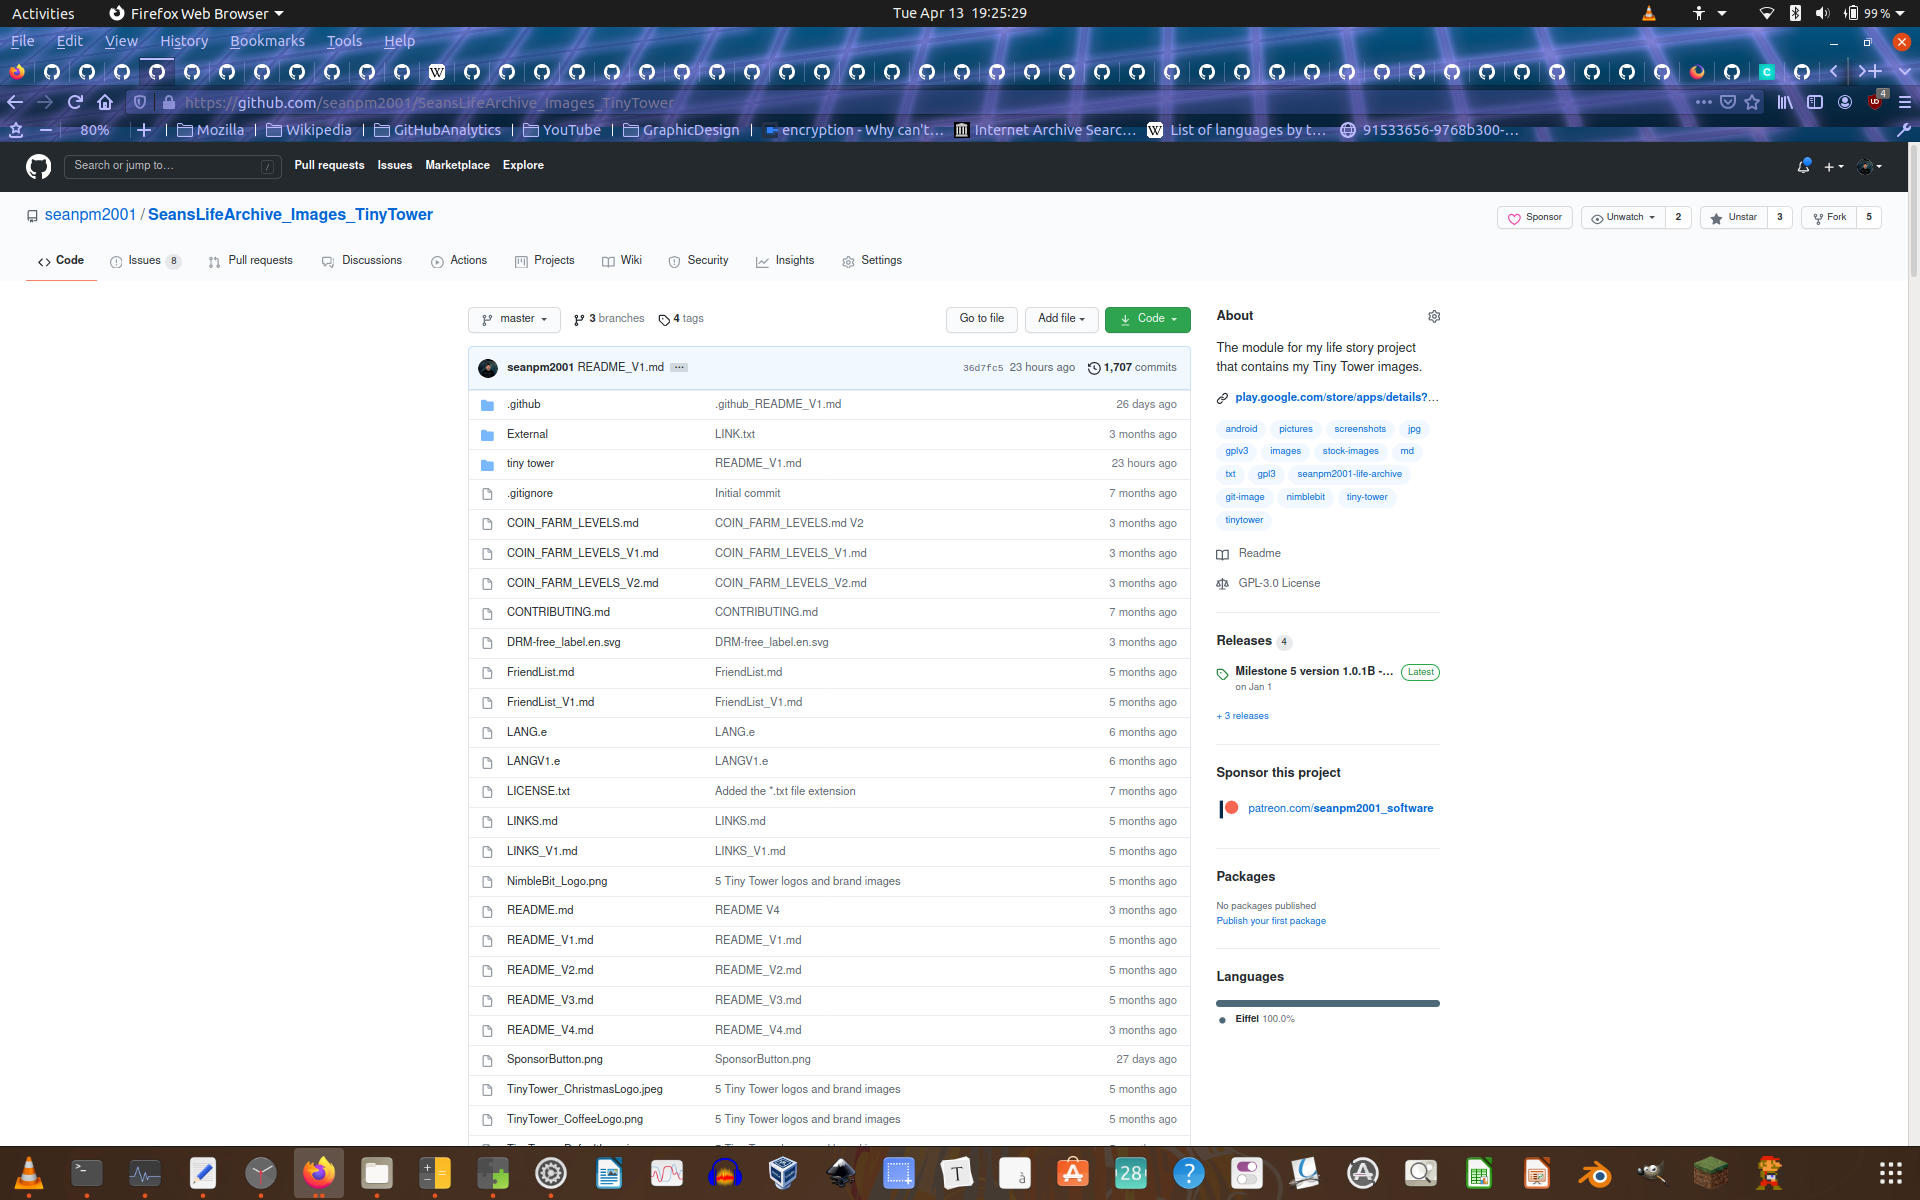 Activities Firefox Web Browser Tue Apr 13 19:25:29 99 %
File Edit View History Bookmarks Tools Help
https://github.com/seanpm2001/SeansLifeArchive_Images_TinyTower 4
80% Mozilla Wikipedia GitHubAnalytics YouTube GraphicDesign encryption - Why can't… Internet Archive Searc… List of languages by t… 91533656-9768b300-…
Search or jump to… / Pull requests Issues Marketplace Explore
seanpm2001 / SeansLifeArchive_Images_TinyTower Sponsor Unwatch 2 Unstar 3 Fork 5
Code Issues 8 Pull requests Discussions Actions Projects Wiki Security Insights Settings
master 3 branches 4 tags Go to file Add file Code
seanpm2001 README_V1.md ... 36d7fc5 23 hours ago 1,707 commits
.github .github_README_V1.md 26 days ago
External LINK.txt 3 months ago
tiny tower README_V1.md 23 hours ago
.gitignore Initial commit 7 months ago
COIN_FARM_LEVELS.md COIN_FARM_LEVELS.md V2 3 months ago
COIN_FARM_LEVELS_V1.md COIN_FARM_LEVELS_V1.md 3 months ago
COIN_FARM_LEVELS_V2.md COIN_FARM_LEVELS_V2.md 3 months ago
CONTRIBUTING.md CONTRIBUTING.md 7 months ago
DRM-free_label.en.svg DRM-free_label.en.svg 3 months ago
FriendList.md FriendList.md 5 months ago
FriendList_V1.md FriendList_V1.md 5 months ago
LANG.e LANG.e 6 months ago
LANGV1.e LANGV1.e 6 months ago
LICENSE.txt Added the *.txt file extension 7 months ago
LINKS.md LINKS.md 5 months ago
LINKS_V1.md LINKS_V1.md 5 months ago
NimbleBit_Logo.png 5 Tiny Tower logos and brand images 5 months ago
README.md README V4 3 months ago
README_V1.md README_V1.md 5 months ago
README_V2.md README_V2.md 5 months ago
README_V3.md README_V3.md 5 months ago
README_V4.md README_V4.md 3 months ago
SponsorButton.png SponsorButton.png 27 days ago
TinyTower_ChristmasLogo.jpeg 5 Tiny Tower logos and brand images 5 months ago
TinyTower_CoffeeLogo.png 5 Tiny Tower logos and brand images 5 months ago
About
The module for my life story project
that contains my Tiny Tower images.
play.google.com/store/apps/details?…
android pictures screenshots jpg
gplv3 images stock-images md
txt gpl3 seanpm2001-life-archive
git-image nimblebit tiny-tower
tinytower
Readme
GPL-3.0 License
Releases 4
Milestone 5 version 1.0.1B -… Latest
on Jan 1
+ 3 releases
Sponsor this project
patreon.com/seanpm2001_software
Packages
No packages published
Publish your first package
Languages
Eiffel 100.0%